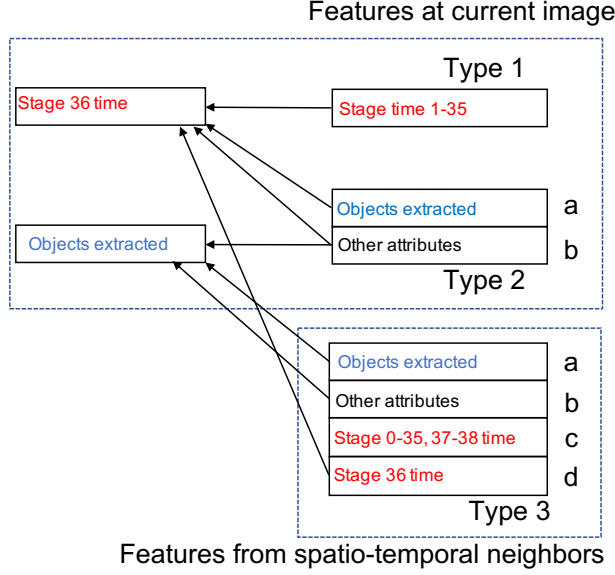 Features at current image
Type 1
Stage 36 time
Stage time 1-35
Objects extracted
a
Objects extracted
Other attributes
b
Type 2
Objects extracted
a
Other attributes
b
Stage 0-35, 37-38 time
c
Stage 36 time
d
Type 3
Features from spatio-temporal neighbors